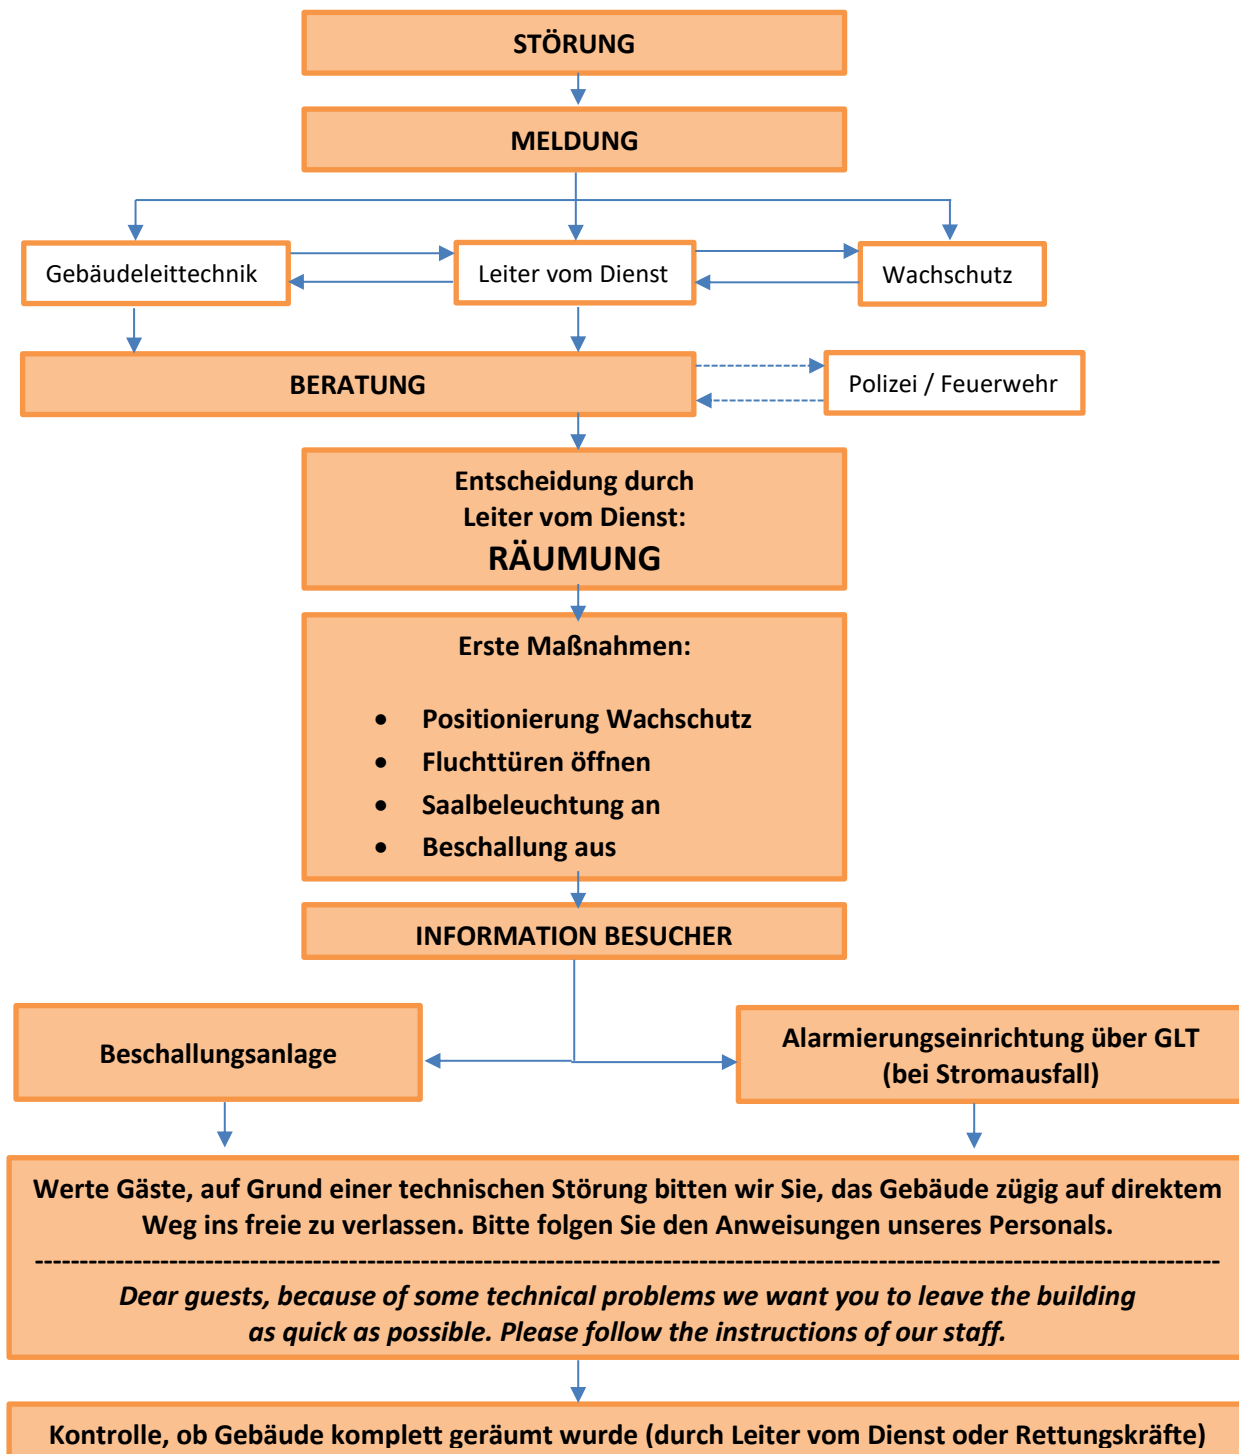 STÖRUNG
MELDUNG
Gebäudeleittechnik
Leiter vom Dienst
Wachschutz
BERATUNG
Polizei / Feuerwehr
Entscheidung durch
Leiter vom Dienst:
RÄUMUNG
Erste Maßnahmen:
• Positionierung Wachschutz
• Fluchttüren öffnen
• Saalbeleuchtung an
• Beschallung aus
INFORMATION BESUCHER
Beschallungsanlage
Alarmierungseinrichtung über GLT
(bei Stromausfall)
Werte Gäste, auf Grund einer technischen Störung bitten wir Sie, das Gebäude zügig auf direktem
Weg ins freie zu verlassen. Bitte folgen Sie den Anweisungen unseres Personals.
Dear guests, because of some technical problems we want you to leave the building
as quick as possible. Please follow the instructions of our staff.
Kontrolle, ob Gebäude komplett geräumt wurde (durch Leiter vom Dienst oder Rettungskräfte)